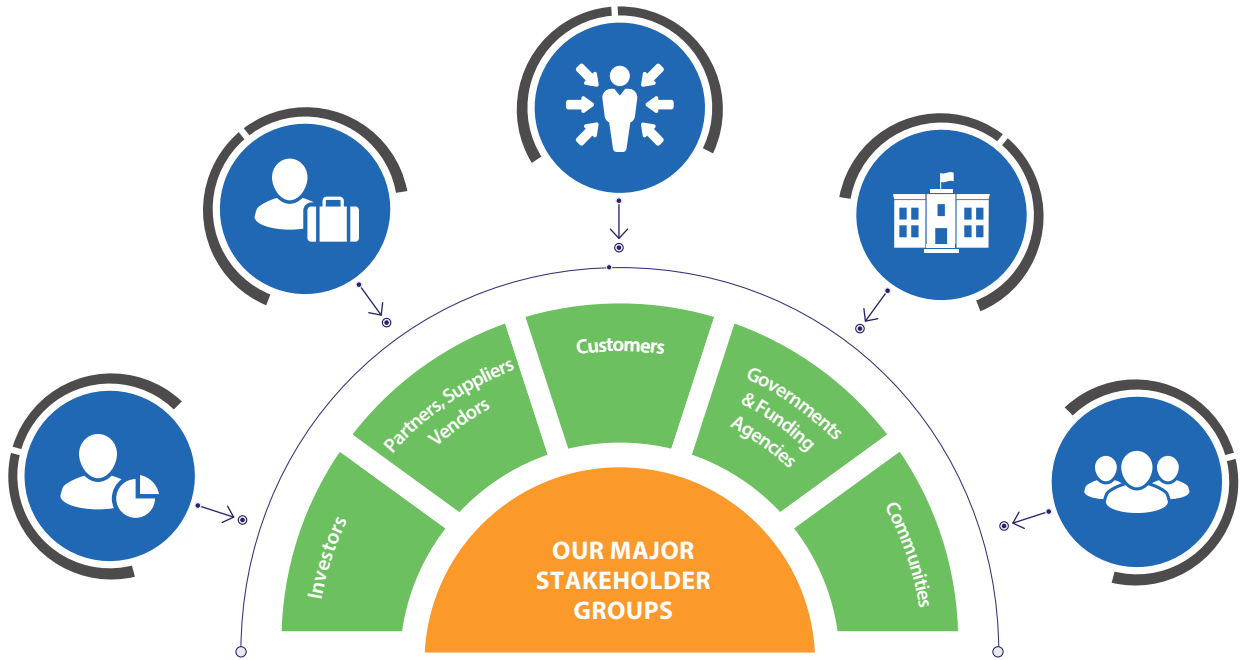 Customers
Partners, Suppliers
Vendors
Governments
& Funding
Agencies
Investors
Communities
OUR MAJOR
STAKEHOLDER
GROUPS